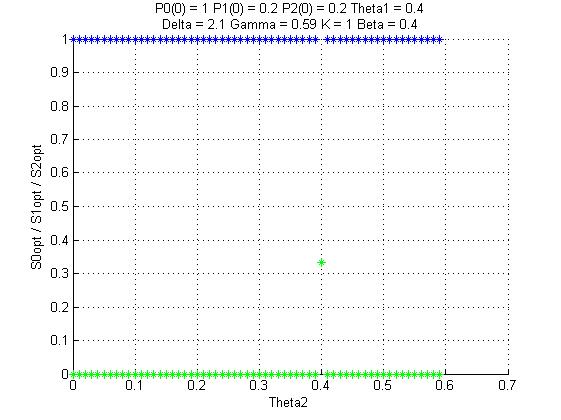 P0(0) = 1 P1(0) = 0.2 P2(0) = 0.2 Theta1 = 0.4
Delta = 2.1 Gamma = 0.59 K = 1 Beta = 0.4
1
0.9
0.8
0.7
0.6
0.5
0.4
0.3
0.2
0.1
0
S0opt / S1opt / S2opt
0 0.1 0.2 0.3 0.4 0.5 0.6 0.7
Theta2